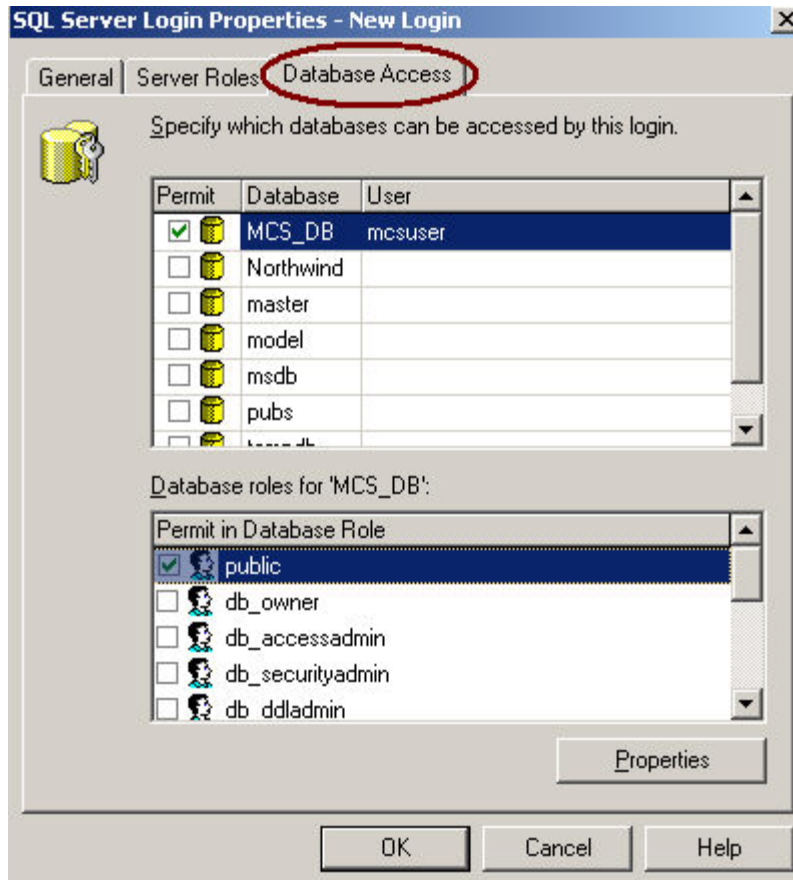 SQL Server Login Properties - New Login
General Server Roles Database Access
Specify which databases can be accessed by this login.
Permit Database User
MCS_DB mcsuser
Northwind
master
model
msdb
pubs
Database roles for 'MCS_DB':
Permit in Database Role
public
db_owner
db_accessadmin
db_securityadmin
db_ddladmin
Properties
OK Cancel Help